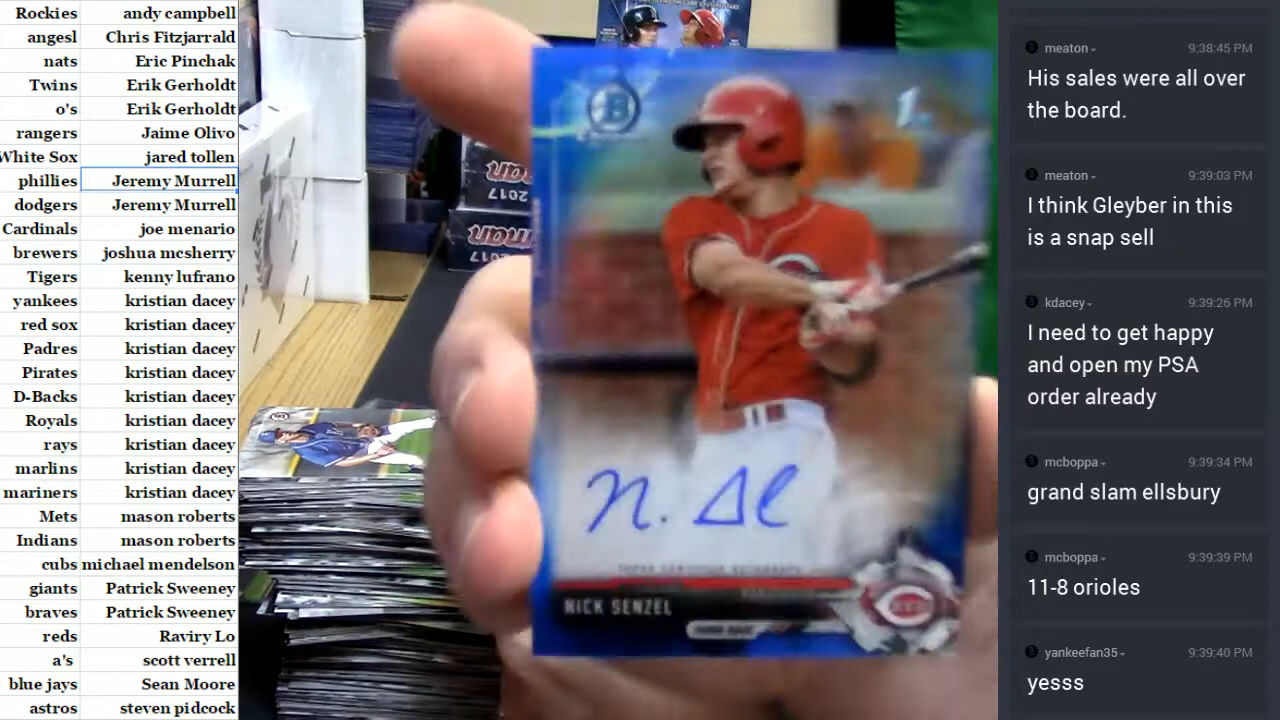 Rockies andy campbell
angesl Chris Fitzjarrald
nats Eric Pinchak
Twins Erik Gerholdt
o's Erik Gerholdt
rangers Jaime Olivo
White Sox jared tollen
phillies Jeremy Murrell
dodgers Jeremy Murrell
Cardinals joe menario
brewers joshua mcsherry
Tigers kenny lufrano
yankees kristian dacey
red sox kristian dacey
Padres kristian dacey
Pirates kristian dacey
D-Backs kristian dacey
Royals kristian dacey
rays kristian dacey
marlins kristian dacey
mariners kristian dacey
Mets mason roberts
Indians mason roberts
cubs michael mendelson
giants Patrick Sweeney
braves Patrick Sweeney
reds Raviry Lo
a's scott verrell
blue jays Sean Moore
astros steven pidcock
B
1st
2017
2017
N. Sl
TOPPS CERTIFIED AUTOGRAPH
NICK SENZEL
REDS
meaton 9:38:45 PM
His sales were all over
the board.
meaton 9:39:03 PM
I think Gleyber in this
is a snap sell
kdacey 9:39:26 PM
I need to get happy
and open my PSA
order already
mcboppa 9:39:34 PM
grand slam ellsbury
mcboppa 9:39:39 PM
11-8 orioles
yankeefan35 9:39:40 PM
yesss